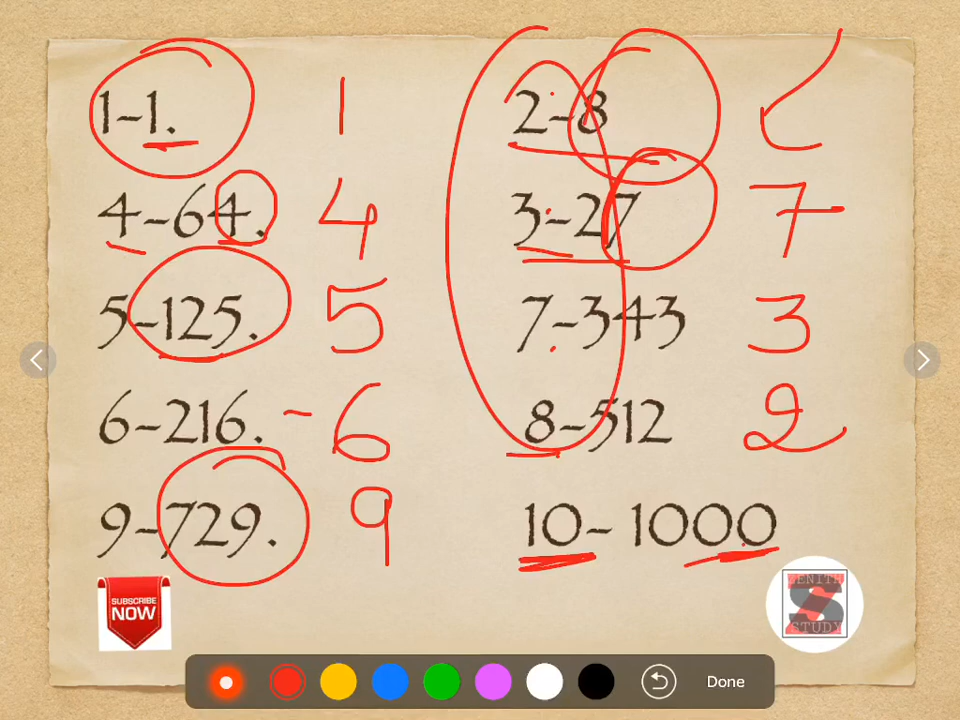 1-1. 1
4-64. 4
5-125. 5
6-216. - 6
9-729. 9
2-8
3-27 7
7-343 3
8-512 2
10- 1000
SUBSCRIBE
NOW
ZENITH
STUDY
Done